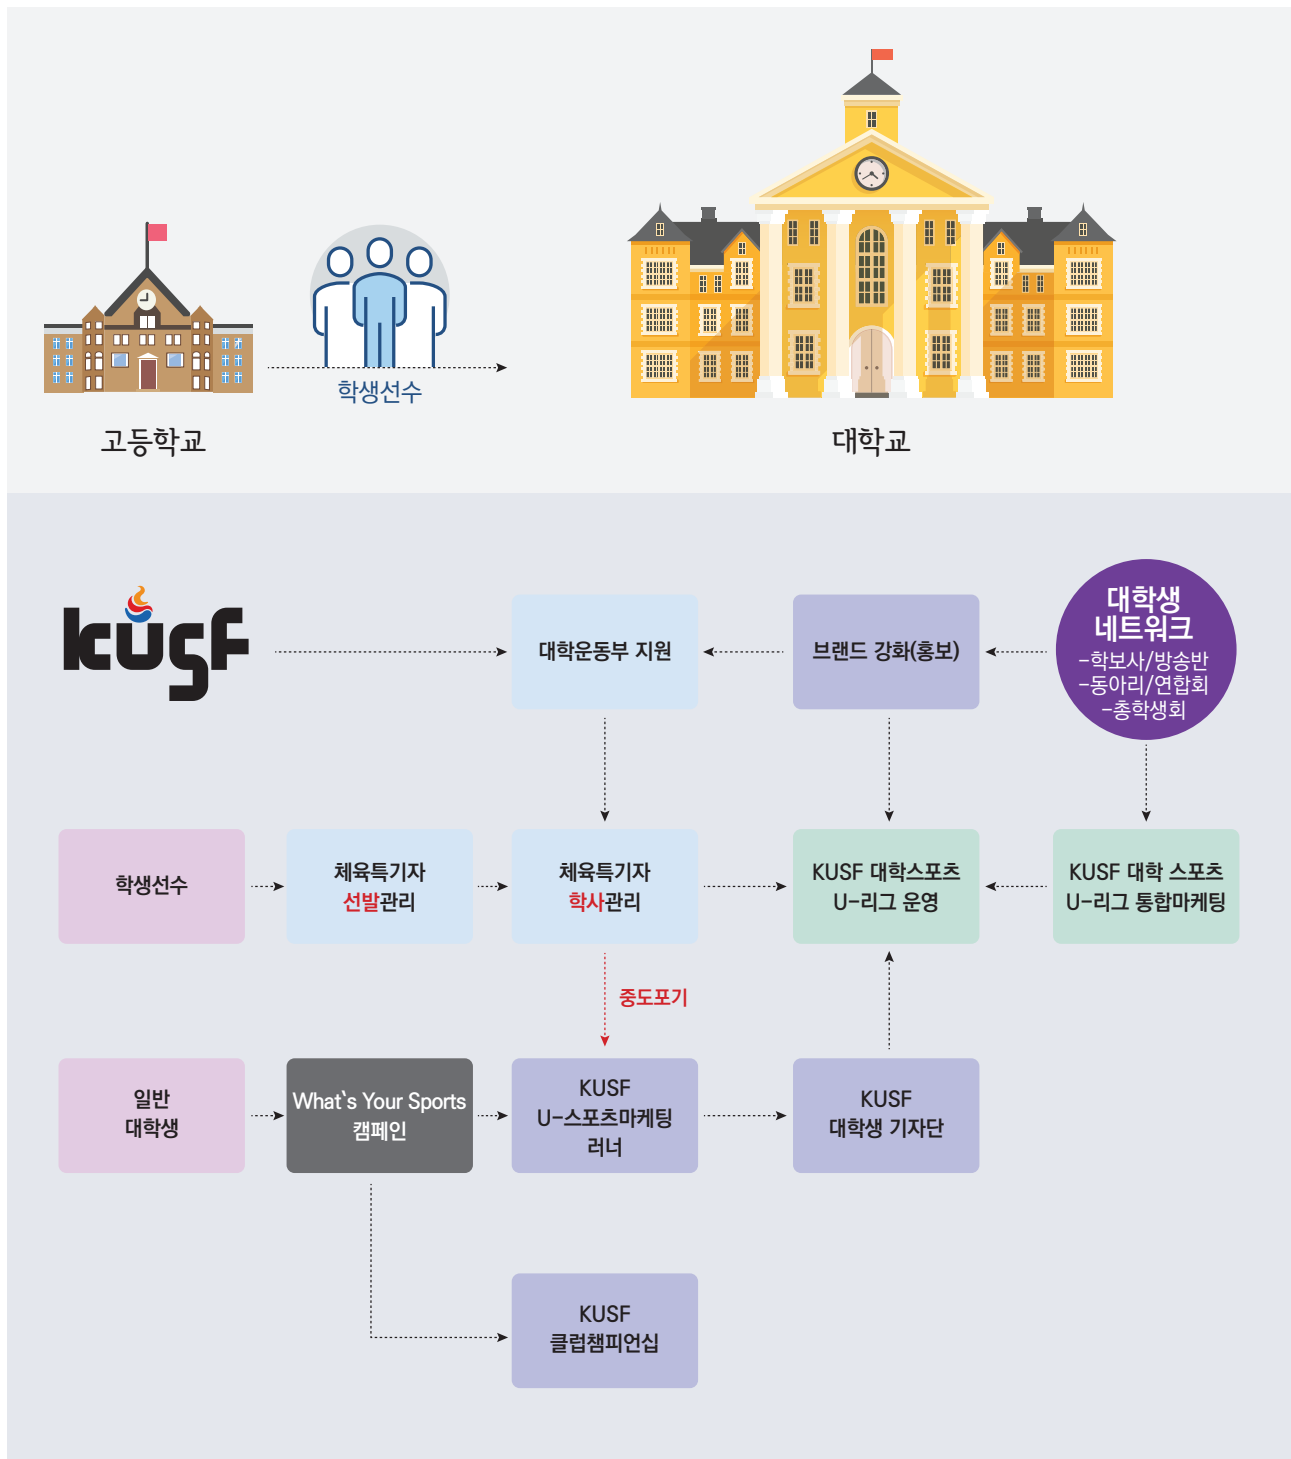 학생선수
고등학교
대학교
kusf
대학운동부 지원
브랜드 강화(홍보)
대학생
네트워크
-학보사/방송반
-동아리/연합회
-총학생회
학생선수
체육특기자
선발관리
체육특기자
학사관리
KUSF 대학스포츠
U-리그 운영
KUSF 대학 스포츠
U-리그 통합마케팅
중도포기
일반
대학생
What`s Your Sports
캠페인
KUSF
U-스포츠마케팅
러너
KUSF
대학생 기자단
KUSF
클럽챔피언십